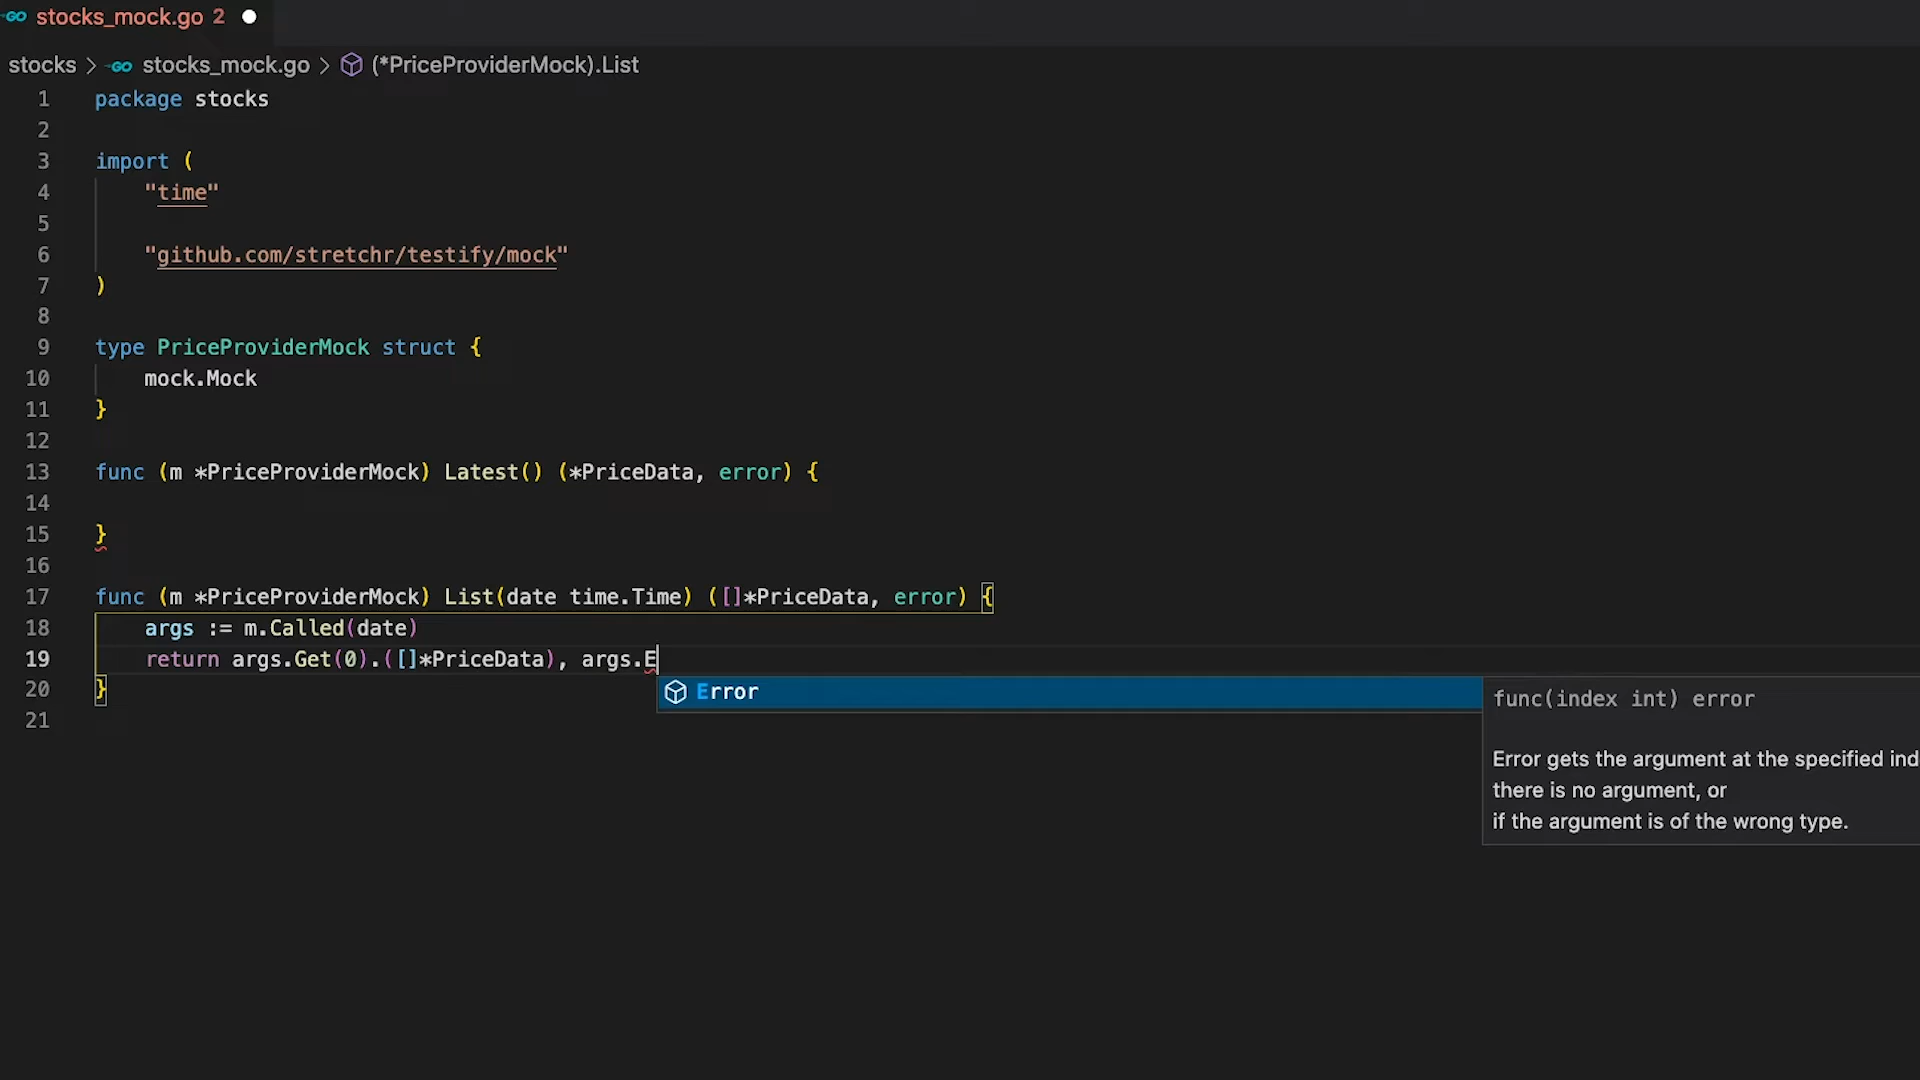 GO stocks_mock.go 2
stocks > GO stocks_mock.go > (*PriceProviderMock).List
1 package stocks
2
3 import (
4 "time"
5
6 "github.com/stretchr/testify/mock"
7 )
8
9 type PriceProviderMock struct {
10 mock.Mock
11 }
12
13 func (m *PriceProviderMock) Latest() (*PriceData, error) {
14
15 }
16
17 func (m *PriceProviderMock) List(date time.Time) ([]*PriceData, error) {
18 args := m.Called(date)
19 return args.Get(0).([]*PriceData), args.E
20 }
21
Error
func(index int) error
Error gets the argument at the specified ind
there is no argument, or
if the argument is of the wrong type.